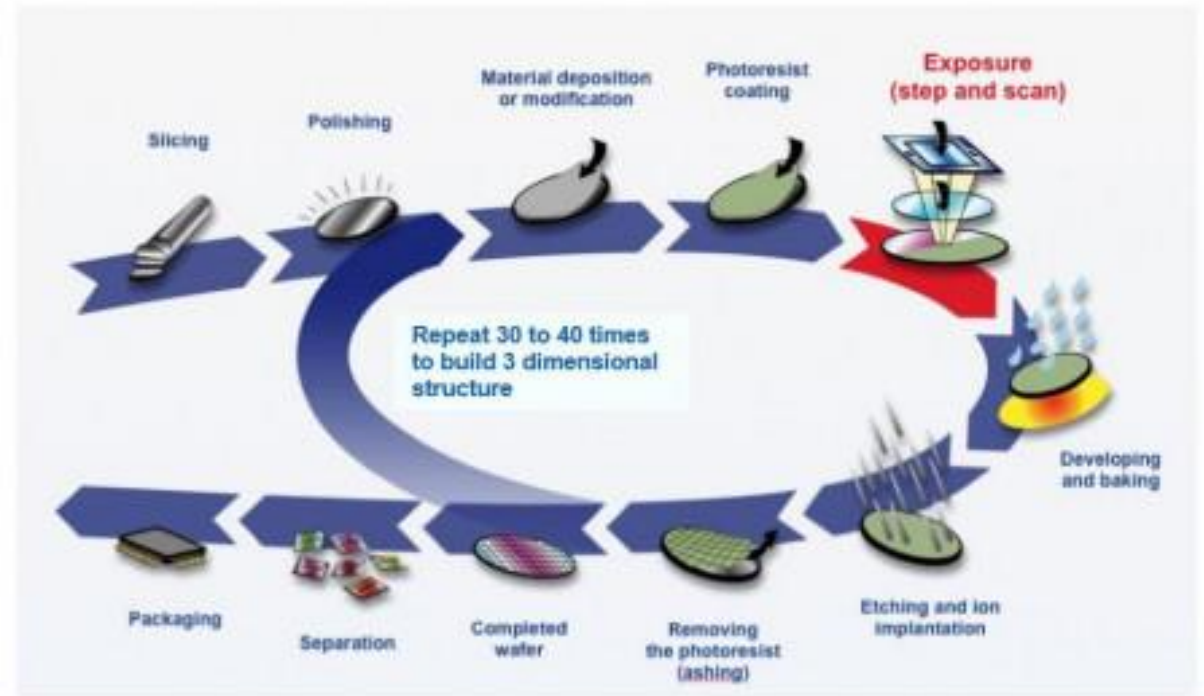 Slicing
Polishing
Material deposition
or modification
Photoresist
coating
Exposure
(step and scan)
Repeat 30 to 40 times
to build 3 dimensional
structure
Developing
and baking
Etching and ion
implantation
Removing
the photoresist
(ashing)
Completed
wafer
Separation
Packaging